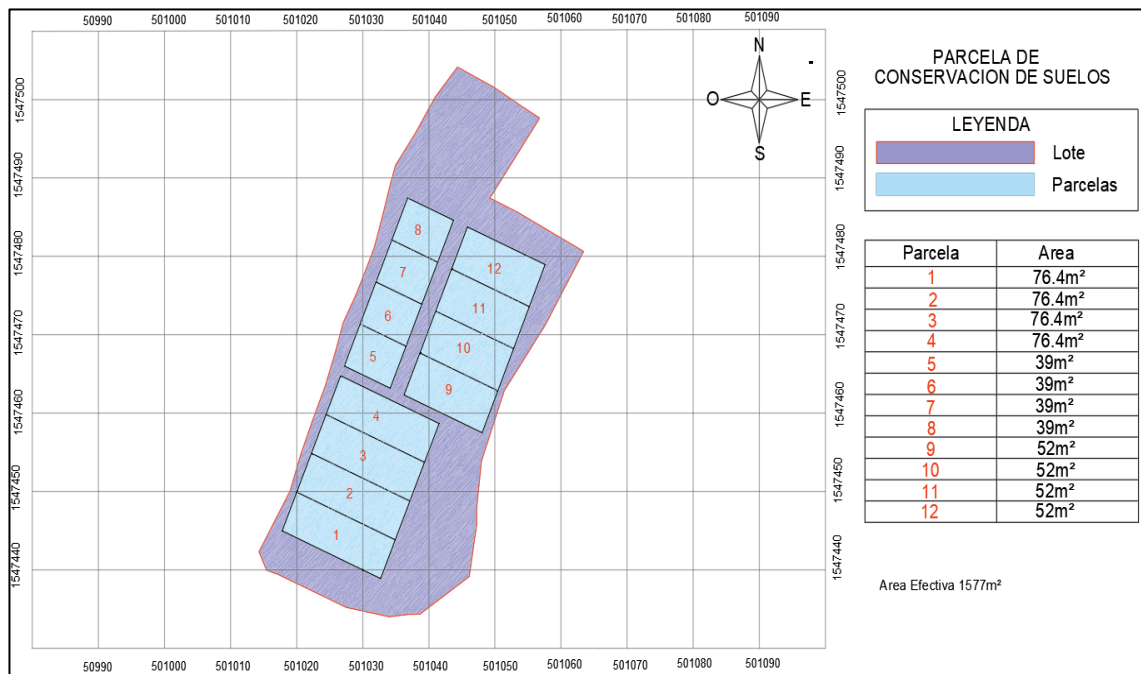 50990 501000 501010 501020 501030 501040 501050 501060 501070 501080 501090
1547500 1547490 1547480 1547470 1547460 1547450 1547440
N
O E
S
8
7
6
5
12
11
10
9
4
3
2
1
1547500 1547490 1547480 1547470 1547460 1547450 1547440
50990 501000 501010 501020 501030 501040 501050 501060 501070 501080 501090
PARCELA DE
CONSERVACION DE SUELOS
LEYENDA
Lote
Parcelas
Parcela Area
1 76.4m²
2 76.4m²
3 76.4m²
4 76.4m²
5 39m²
6 39m²
7 39m²
8 39m²
9 52m²
10 52m²
11 52m²
12 52m²
Area Efectiva 1577m²